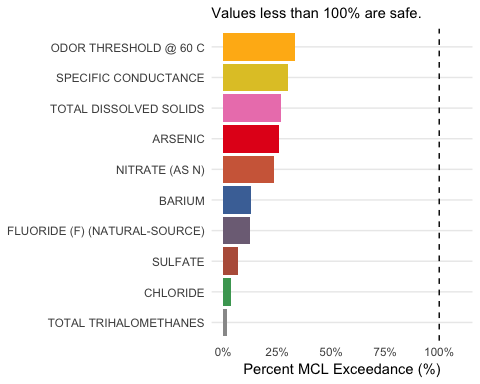 Values less than 100% are safe.
ODOR THRESHOLD @ 60 C
SPECIFIC CONDUCTANCE
TOTAL DISSOLVED SOLIDS
ARSENIC
NITRATE (AS N)
BARIUM
FLUORIDE (F) (NATURAL-SOURCE)
SULFATE
CHLORIDE
TOTAL TRIHALOMETHANES
0% 25% 50% 75% 100%
Percent MCL Exceedance (%)